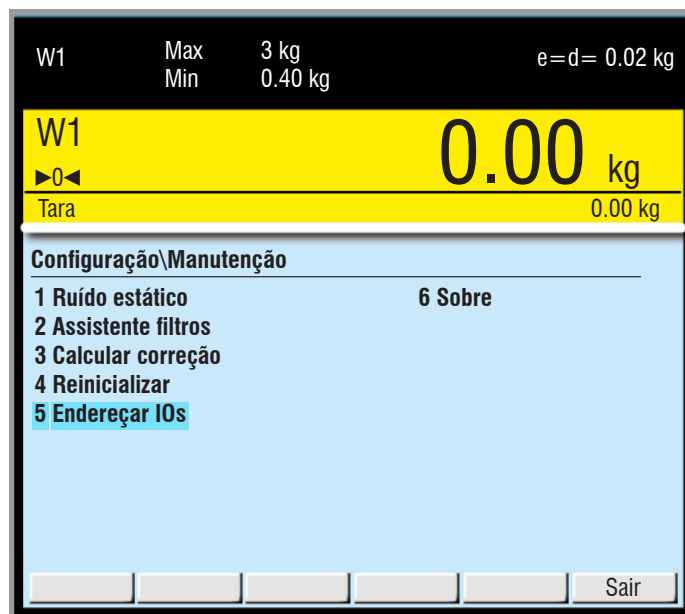 W1 Max 3 kg e=d= 0.02 kg
Min 0.40 kg
W1 0.00 kg
▶0◀
Tara 0.00 kg
Configuração\Manutenção
1 Ruído estático 6 Sobre
2 Assistente filtros
3 Calcular correção
4 Reinicializar
5 Endereçar IOs
Sair